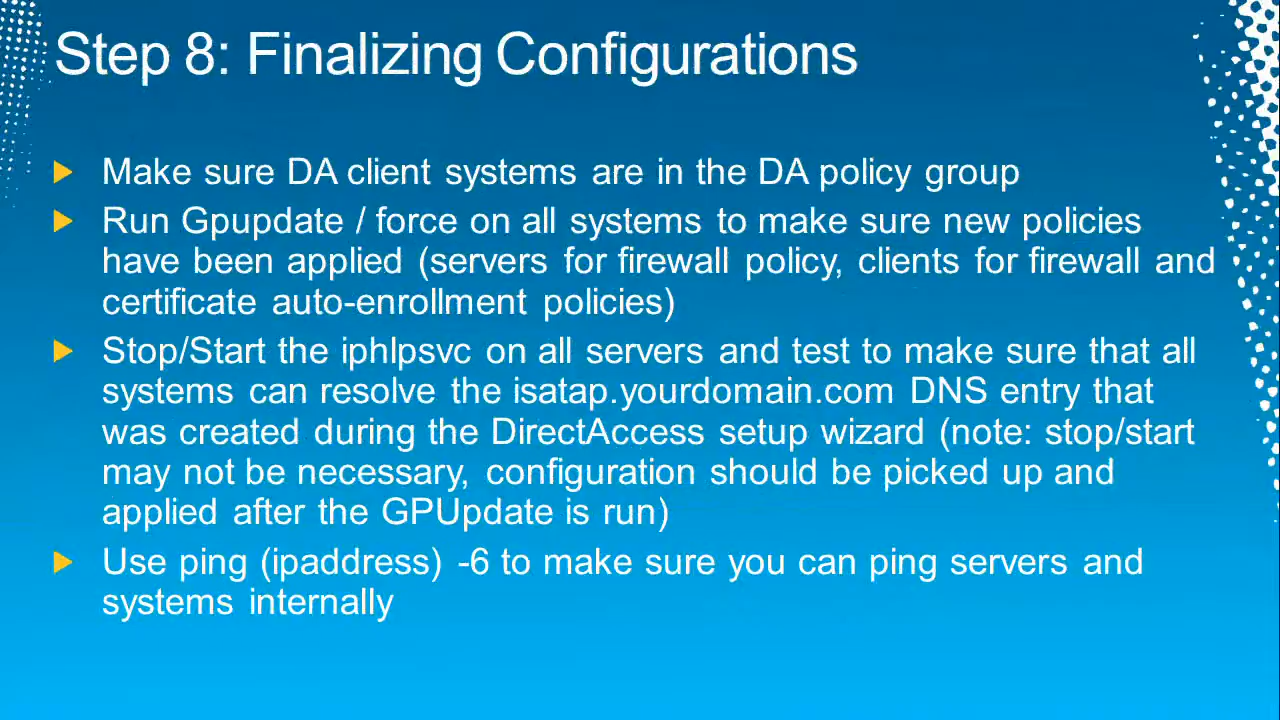 Step 8: Finalizing Configurations
Make sure DA client systems are in the DA policy group
Run Gpupdate / force on all systems to make sure new policies
have been applied (servers for firewall policy, clients for firewall and
certificate auto-enrollment policies)
Stop/Start the iphlpsvc on all servers and test to make sure that all
systems can resolve the isatap.yourdomain.com DNS entry that
was created during the DirectAccess setup wizard (note: stop/start
may not be necessary, configuration should be picked up and
applied after the GPUpdate is run)
Use ping (ipaddress) -6 to make sure you can ping servers and
systems internally